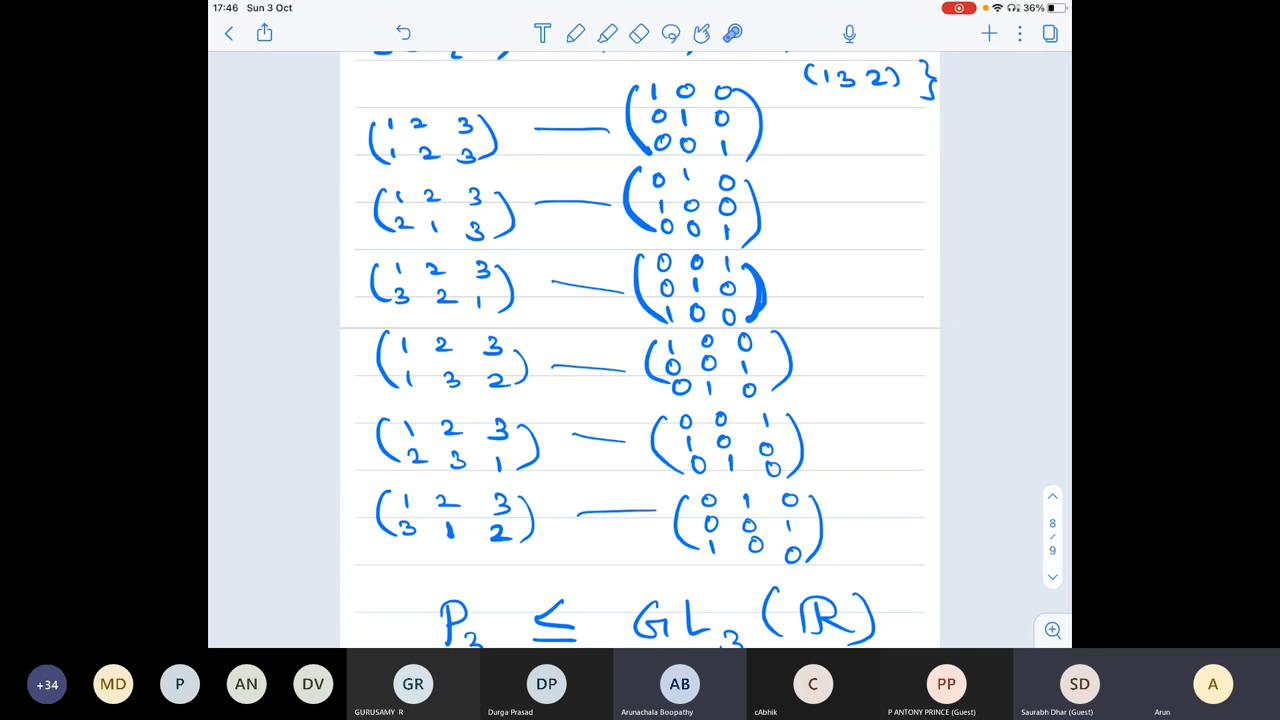 17:46 Sun 3 Oct
36%
(1 3 2) }
( 1 2 3 ) — ( 1 0 0
( 1 2 3 ) 0 1 0
0 0 1 )
( 1 2 3 ) — ( 0 1 0
( 2 1 3 ) 1 0 0
0 0 1 )
( 1 2 3 ) — ( 0 0 1
( 3 2 1 ) 0 1 0
1 0 0 )
( 1 2 3 ) — ( 1 0 0
( 1 3 2 ) 0 0 1
0 1 0 )
( 1 2 3 ) — ( 0 0 1
( 2 3 1 ) 1 0 0
0 1 0 )
( 1 2 3 ) — ( 0 1 0
( 3 1 2 ) 0 0 1
1 0 0 )
P3 ≤ GL3 (ℝ)
8 / 9
+34 MD P AN DV GR DP AB C PP SD A
GURUSAMY R Durga Prasad Arunachala Boopathy cAbhik P ANTONY PRINCE (Guest) Saurabh Dhar (Guest) Arun